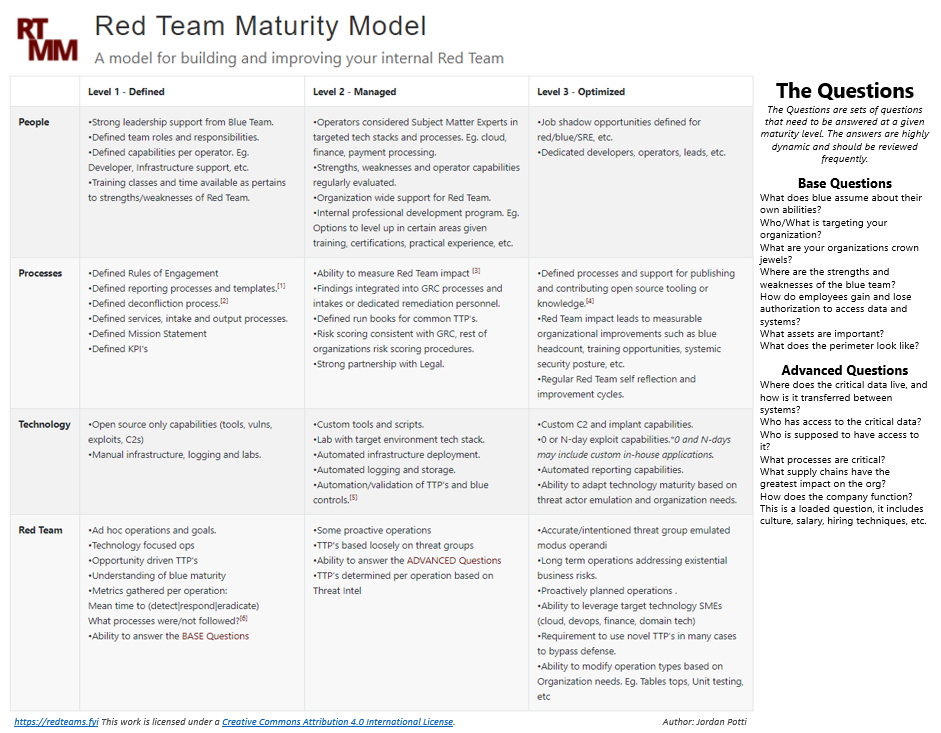 RT
MM
Red Team Maturity Model
A model for building and improving your internal Red Team
Level 1 - Defined
Level 2 - Managed
Level 3 - Optimized
People
•Strong leadership support from Blue Team.
•Defined team roles and responsibilities.
•Defined capabilities per operator. Eg.
Developer, Infrastructure support, etc.
•Training classes and time available as pertains
to strengths/weaknesses of Red Team.
•Operators considered Subject Matter Experts in
targeted tech stacks and processes. Eg. cloud,
finance, payment processing.
•Strengths, weaknesses and operator capabilities
regularly evaluated.
•Organization wide support for Red Team.
•Internal professional development program. Eg.
Options to level up in certain areas given
training, certifications, practical experience, etc.
•Job shadow opportunities defined for
red/blue/SRE, etc.
•Dedicated developers, operators, leads, etc.
Processes
•Defined Rules of Engagement
•Defined reporting processes and templates.[1]
•Defined deconfliction process.[2]
•Defined services, intake and output processes.
•Defined Mission Statement
•Defined KPI's
•Ability to measure Red Team impact [3]
•Findings integrated into GRC processes and
intakes or dedicated remediation personnel.
•Defined run books for common TTP's.
•Risk scoring consistent with GRC, rest of
organizations risk scoring procedures.
•Strong partnership with Legal.
•Defined processes and support for publishing
and contributing open source tooling or
knowledge.[4]
•Red Team impact leads to measurable
organizational improvements such as blue
headcount, training opportunities, systemic
security posture, etc.
•Regular Red Team self reflection and
improvement cycles.
Technology
•Open source only capabilities (tools, vulns,
exploits, C2s)
•Manual infrastructure, logging and labs.
•Custom tools and scripts.
•Lab with target environment tech stack.
•Automated infrastructure deployment.
•Automated logging and storage.
•Automation/validation of TTP's and blue
controls.[5]
•Custom C2 and implant capabilities.
•0 or N-day exploit capabilities.*0 and N-days
may include custom in-house applications.
•Automated reporting capabilities.
•Ability to adapt technology maturity based on
threat actor emulation and organization needs.
Red Team
•Ad hoc operations and goals.
•Technology focused ops
•Opportunity driven TTP's
•Understanding of blue maturity
•Metrics gathered per operation:
Mean time to (detect|respond|eradicate)
What processes were/not followed?[6]
•Ability to answer the BASE Questions
•Some proactive operations
•TTP's based loosely on threat groups
•Ability to answer the ADVANCED Questions
•TTP's determined per operation based on
Threat Intel
•Accurate/intentioned threat group emulated
modus operandi
•Long term operations addressing existential
business risks.
•Proactively planned operations .
•Ability to leverage target technology SMEs
(cloud, devops, finance, domain tech)
•Requirement to use novel TTP's in many cases
to bypass defense.
•Ability to modify operation types based on
Organization needs. Eg. Tables tops, Unit testing,
etc
https://redteams.fyi This work is licensed under a Creative Commons Attribution 4.0 International License.
Author: Jordan Potti
The Questions
The Questions are sets of questions
that need to be answered at a given
maturity level. The answers are highly
dynamic and should be reviewed
frequently.
Base Questions
What does blue assume about their
own abilities?
Who/What is targeting your
organization?
What are your organizations crown
jewels?
Where are the strengths and
weaknesses of the blue team?
How do employees gain and lose
authorization to access data and
systems?
What assets are important?
What does the perimeter look like?
Advanced Questions
Where does the critical data live, and
how is it transferred between
systems?
Who has access to the critical data?
Who is supposed to have access to
it?
What processes are critical?
What supply chains have the
greatest impact on the org?
How does the company function?
This is a loaded question, it includes
culture, salary, hiring techniques, etc.